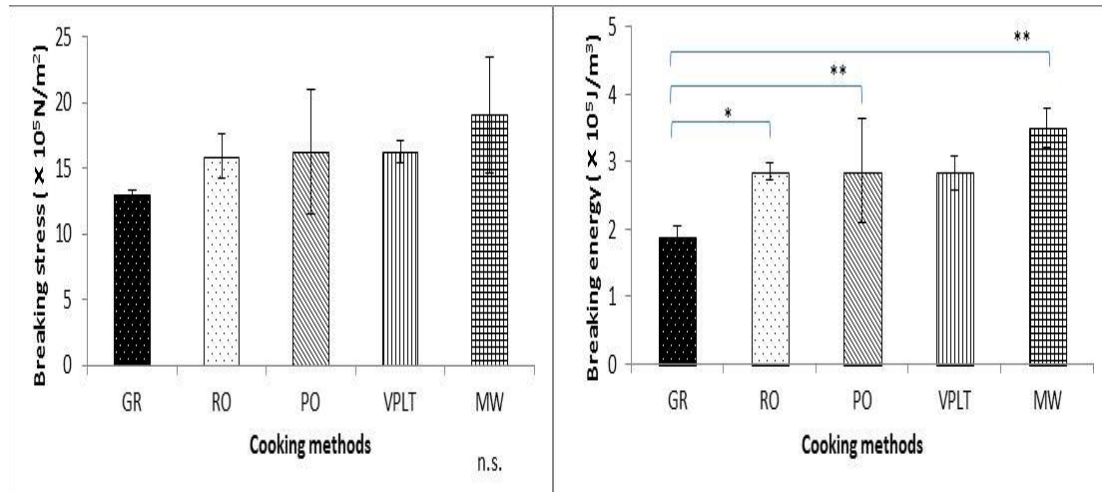 Breaking stress ( X 10⁵N/m²)
25
20
15
10
5
0
GR RO PO VPLT MW
Cooking methods
n.s.
Breaking energy ( X 10⁵J/m³)
5
4
3
2
1
0
**
**
*
GR RO PO VPLT MW
Cooking methods